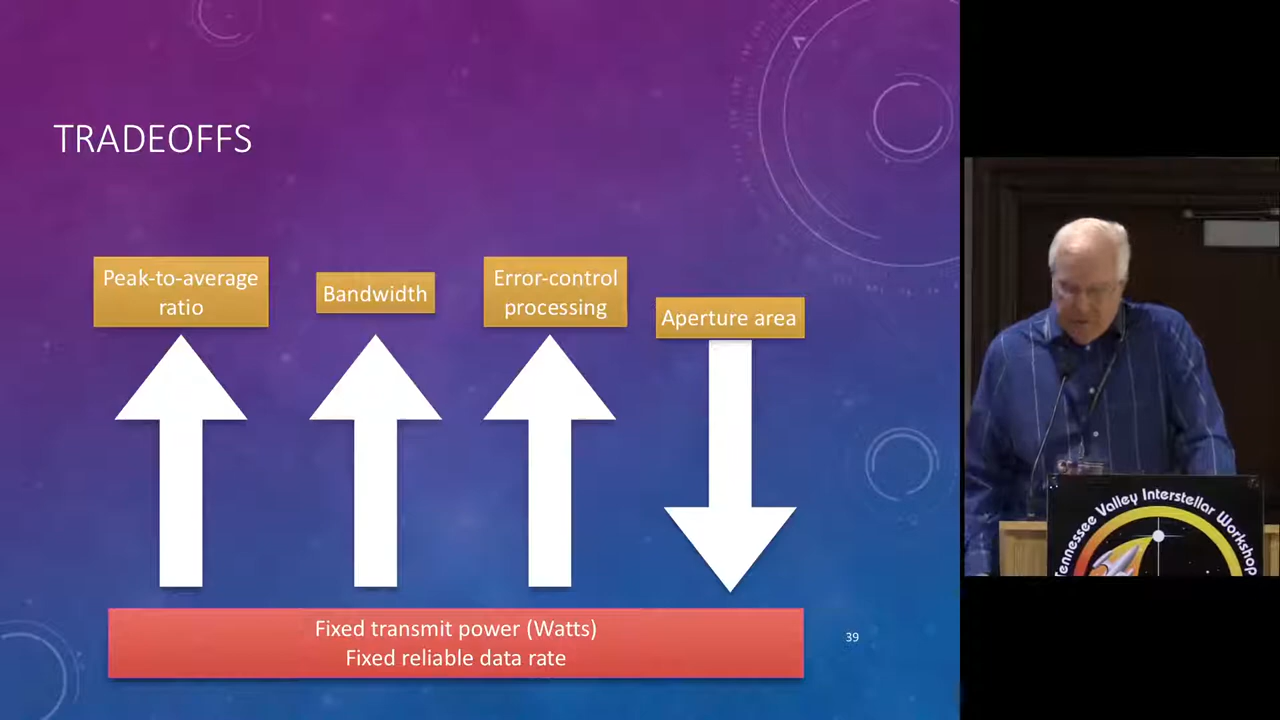 TRADEOFFS
Peak-to-average
ratio
Bandwidth
Error-control
processing
Aperture area
Fixed transmit power (Watts)
Fixed reliable data rate
39
Tennessee Valley Interstellar Workshop